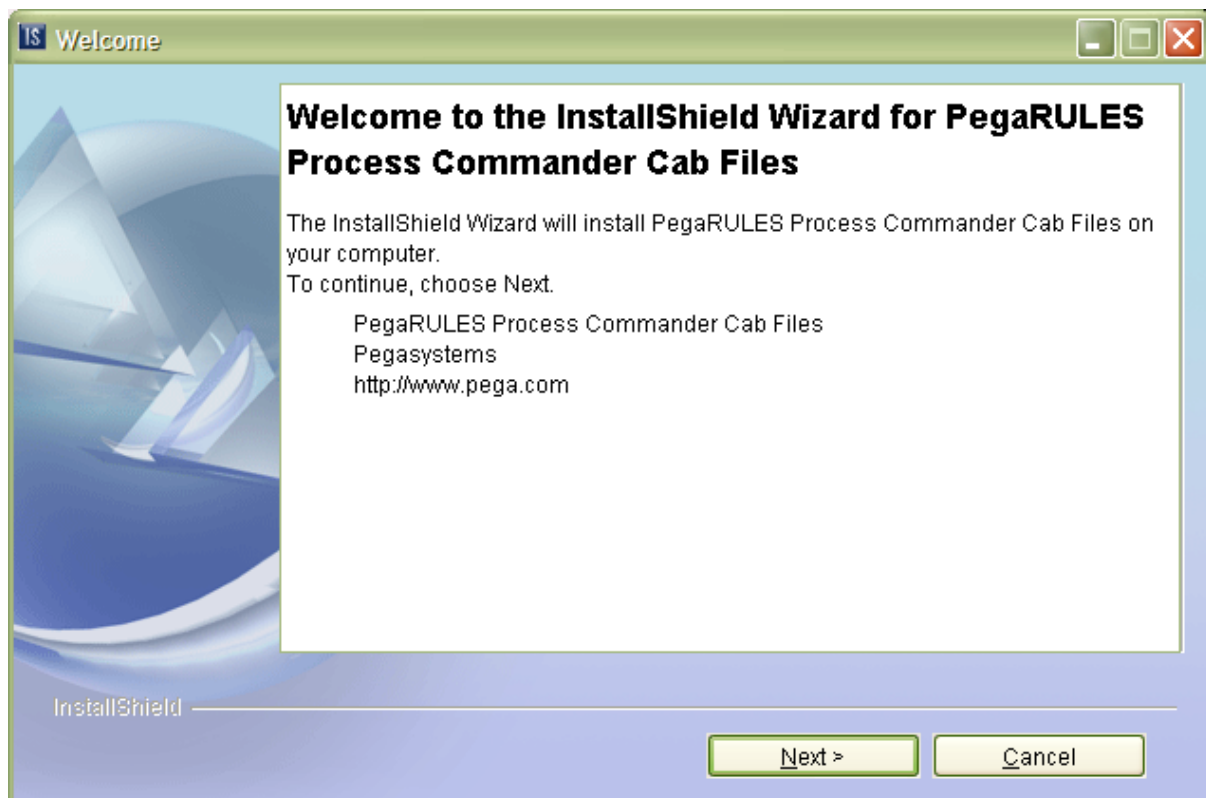 IS Welcome
Welcome to the InstallShield Wizard for PegaRULES
Process Commander Cab Files
The InstallShield Wizard will install PegaRULES Process Commander Cab Files on
your computer.
To continue, choose Next.
PegaRULES Process Commander Cab Files
Pegasystems
http://www.pega.com
InstallShield
Next >
Cancel